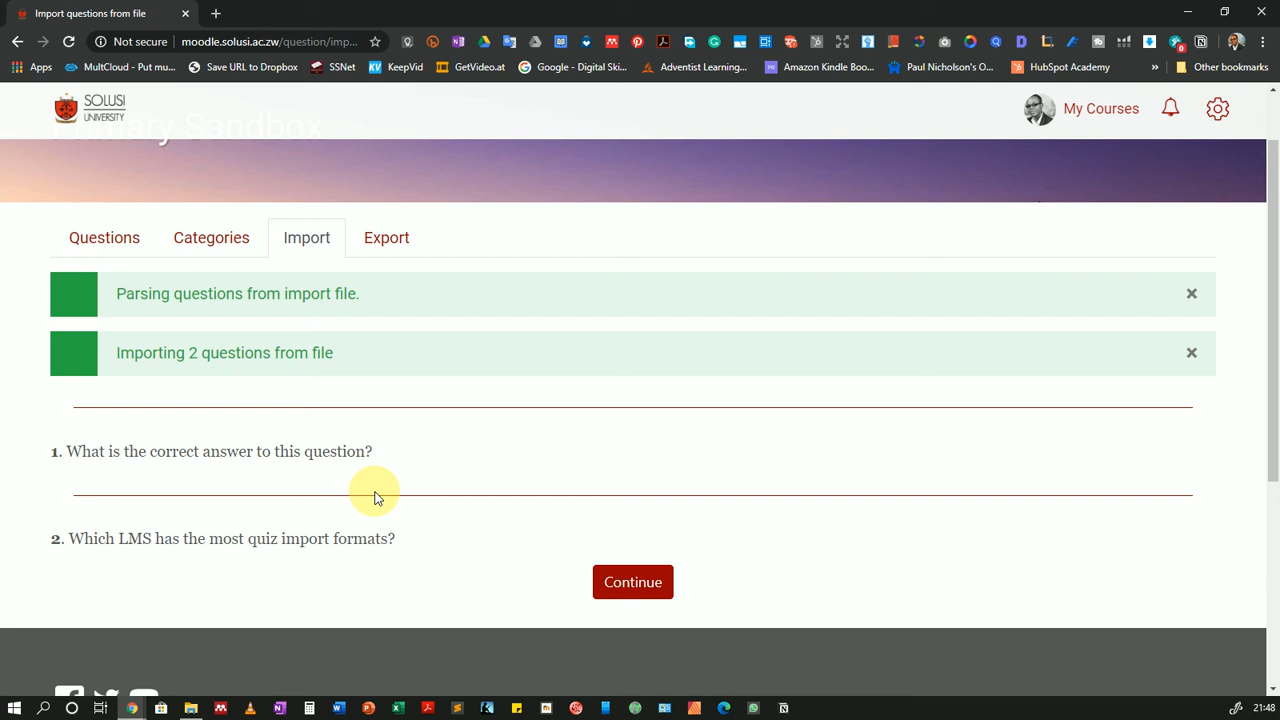 Import questions from file
Not secure
moodle.solusi.ac.zw/question/imp...
Apps
MultCloud - Put mu...
Save URL to Dropbox
SSNet
KeepVid
GetVideo.at
Google - Digital Ski...
Adventist Learning...
Amazon Kindle Boo...
Paul Nicholson's O...
HubSpot Academy
»
Other bookmarks
SOLUSI
UNIVERSITY
Primary Sandbox
My Courses
Questions
Categories
Import
Export
Parsing questions from import file.
Importing 2 questions from file
1. What is the correct answer to this question?
2. Which LMS has the most quiz import formats?
Continue
21:48